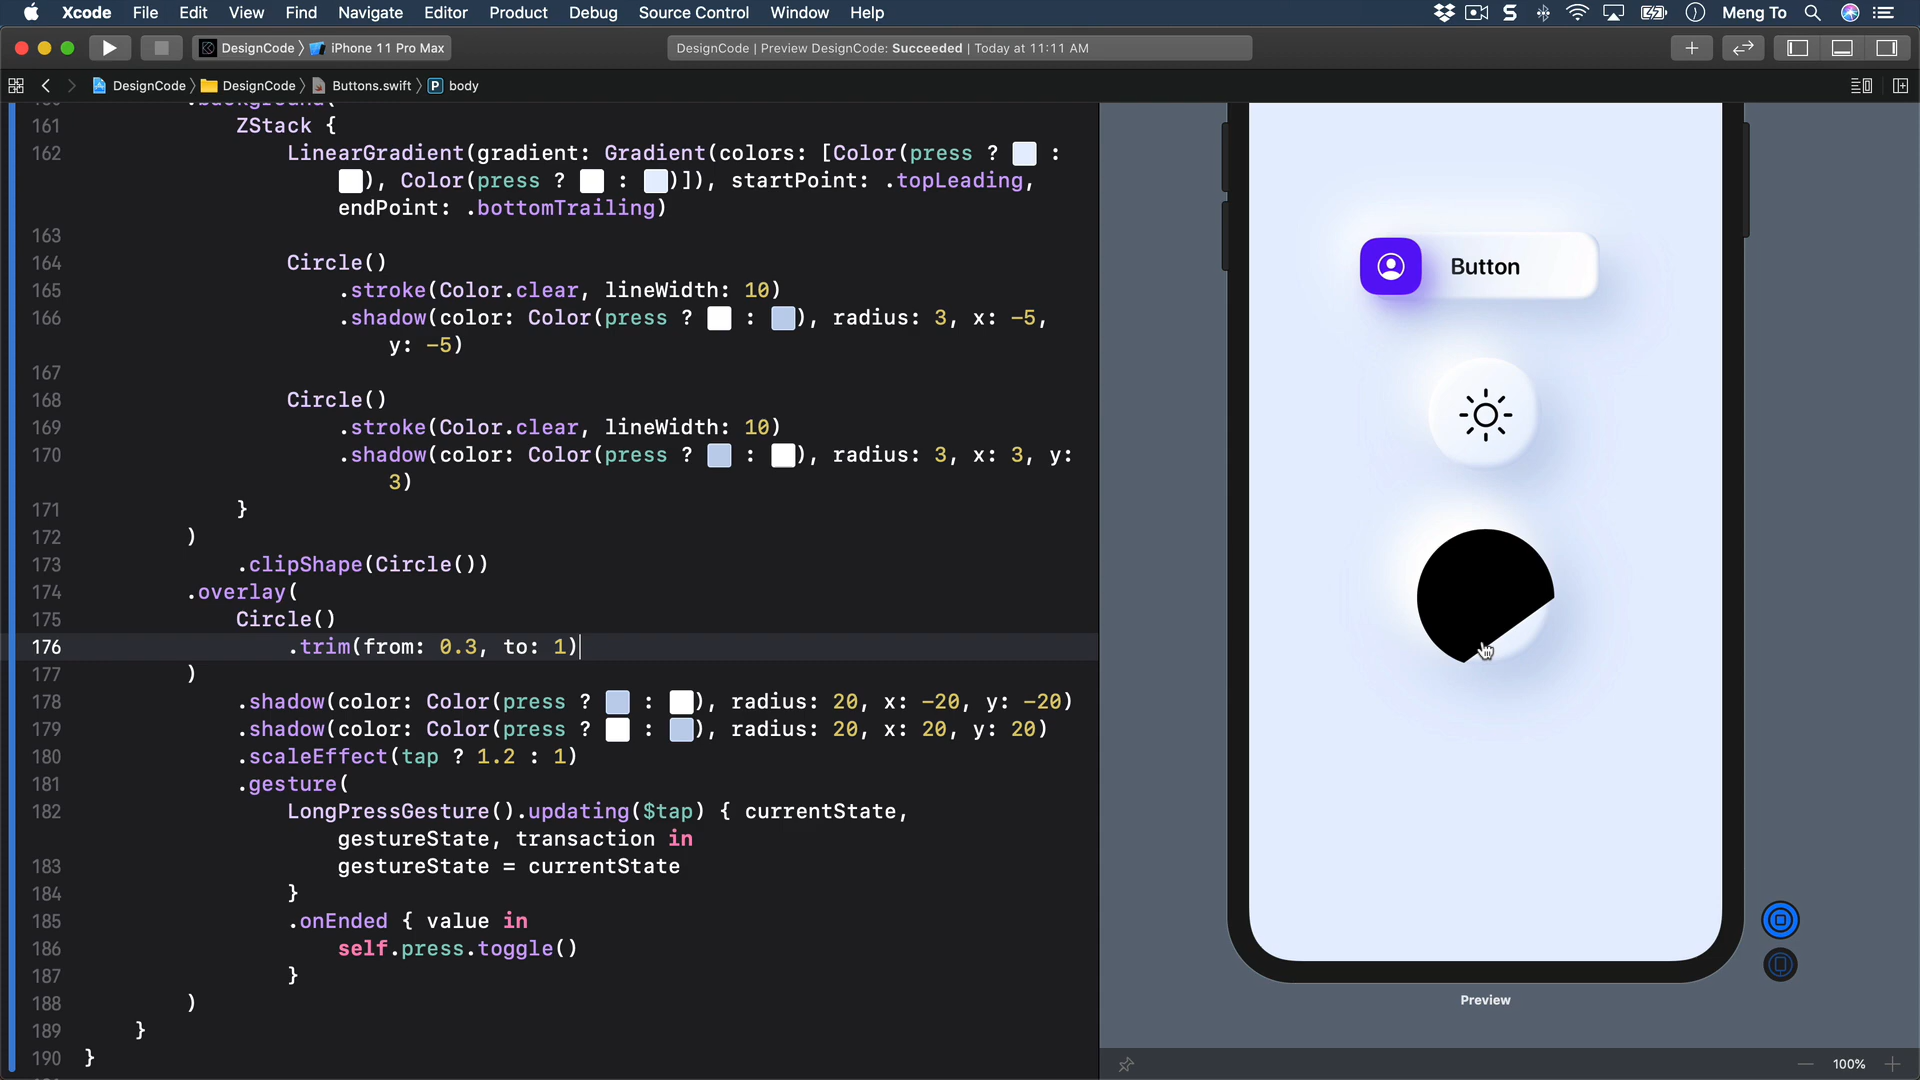 Xcode File Edit View Find Navigate Editor Product Debug Source Control Window Help Meng To
DesignCode iPhone 11 Pro Max
DesignCode | Preview DesignCode: Succeeded | Today at 11:11 AM
DesignCode DesignCode Buttons.swift P body
.background(
161 ZStack {
162 LinearGradient(gradient: Gradient(colors: [Color(press ? :
), Color(press ? : )]), startPoint: .topLeading,
endPoint: .bottomTrailing)
163
164 Circle()
165 .stroke(Color.clear, lineWidth: 10)
166 .shadow(color: Color(press ? : ), radius: 3, x: -5,
y: -5)
167
168 Circle()
169 .stroke(Color.clear, lineWidth: 10)
170 .shadow(color: Color(press ? : ), radius: 3, x: 3, y:
3)
171 }
172 )
173 .clipShape(Circle())
174 .overlay(
175 Circle()
176 .trim(from: 0.3, to: 1)
177 )
178 .shadow(color: Color(press ? : ), radius: 20, x: -20, y: -20)
179 .shadow(color: Color(press ? : ), radius: 20, x: 20, y: 20)
180 .scaleEffect(tap ? 1.2 : 1)
181 .gesture(
182 LongPressGesture().updating($tap) { currentState,
gestureState, transaction in
183 gestureState = currentState
184 }
185 .onEnded { value in
186 self.press.toggle()
187 }
188 )
189 }
190 }
Button
Preview
100%